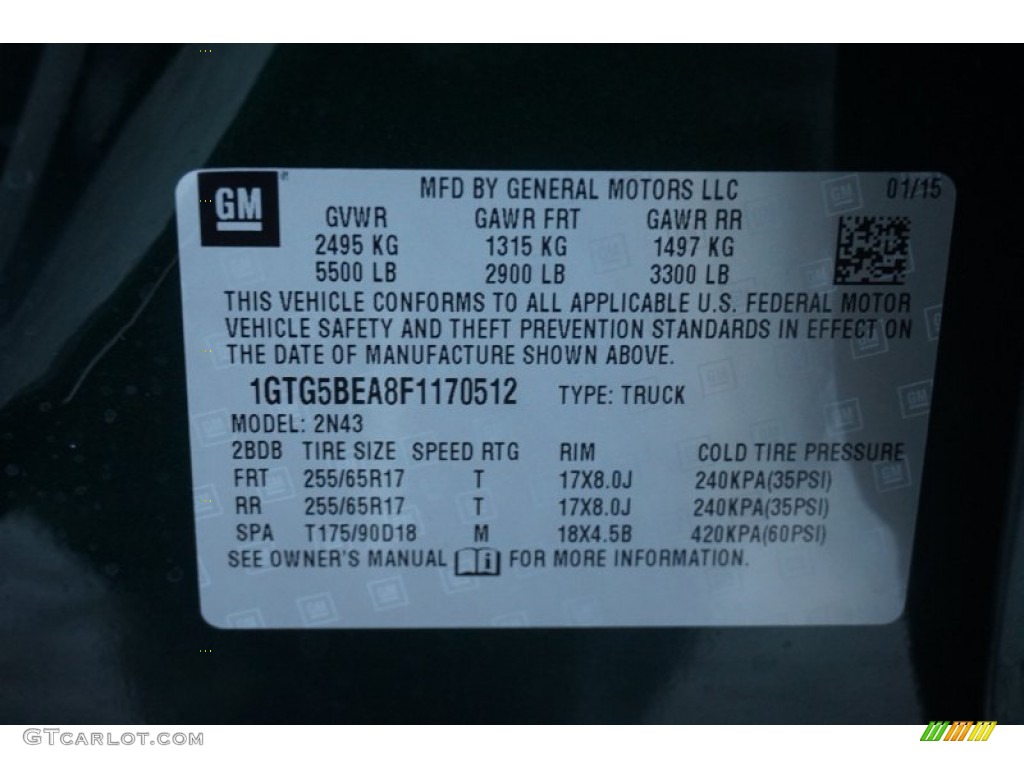 GM
MFD BY GENERAL MOTORS LLC 01/15
GVWR GAWR FRT GAWR RR
2495 KG 1315 KG 1497 KG
5500 LB 2900 LB 3300 LB
THIS VEHICLE CONFORMS TO ALL APPLICABLE U.S. FEDERAL MOTOR
VEHICLE SAFETY AND THEFT PREVENTION STANDARDS IN EFFECT ON
THE DATE OF MANUFACTURE SHOWN ABOVE.
1GTG5BEA8F1170512 TYPE: TRUCK
MODEL: 2N43
2BDB TIRE SIZE SPEED RTG RIM COLD TIRE PRESSURE
FRT 255/65R17 T 17X8.0J 240KPA(35PSI)
RR 255/65R17 T 17X8.0J 240KPA(35PSI)
SPA T175/90D18 M 18X4.5B 420KPA(60PSI)
SEE OWNER'S MANUAL FOR MORE INFORMATION.
GTCARLOT.COM